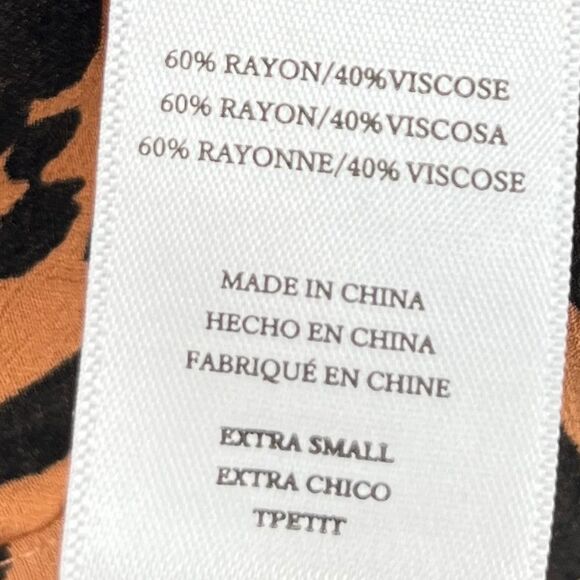 60% RAYON/40%VISCOSE
60% RAYON/40%VISCOSA
60% RAYONNE/40% VISCOSE
MADE IN CHINA
HECHO EN CHINA
FABRIQUÉ EN CHINE
EXTRA SMALL
EXTRA CHICO
TPETIT